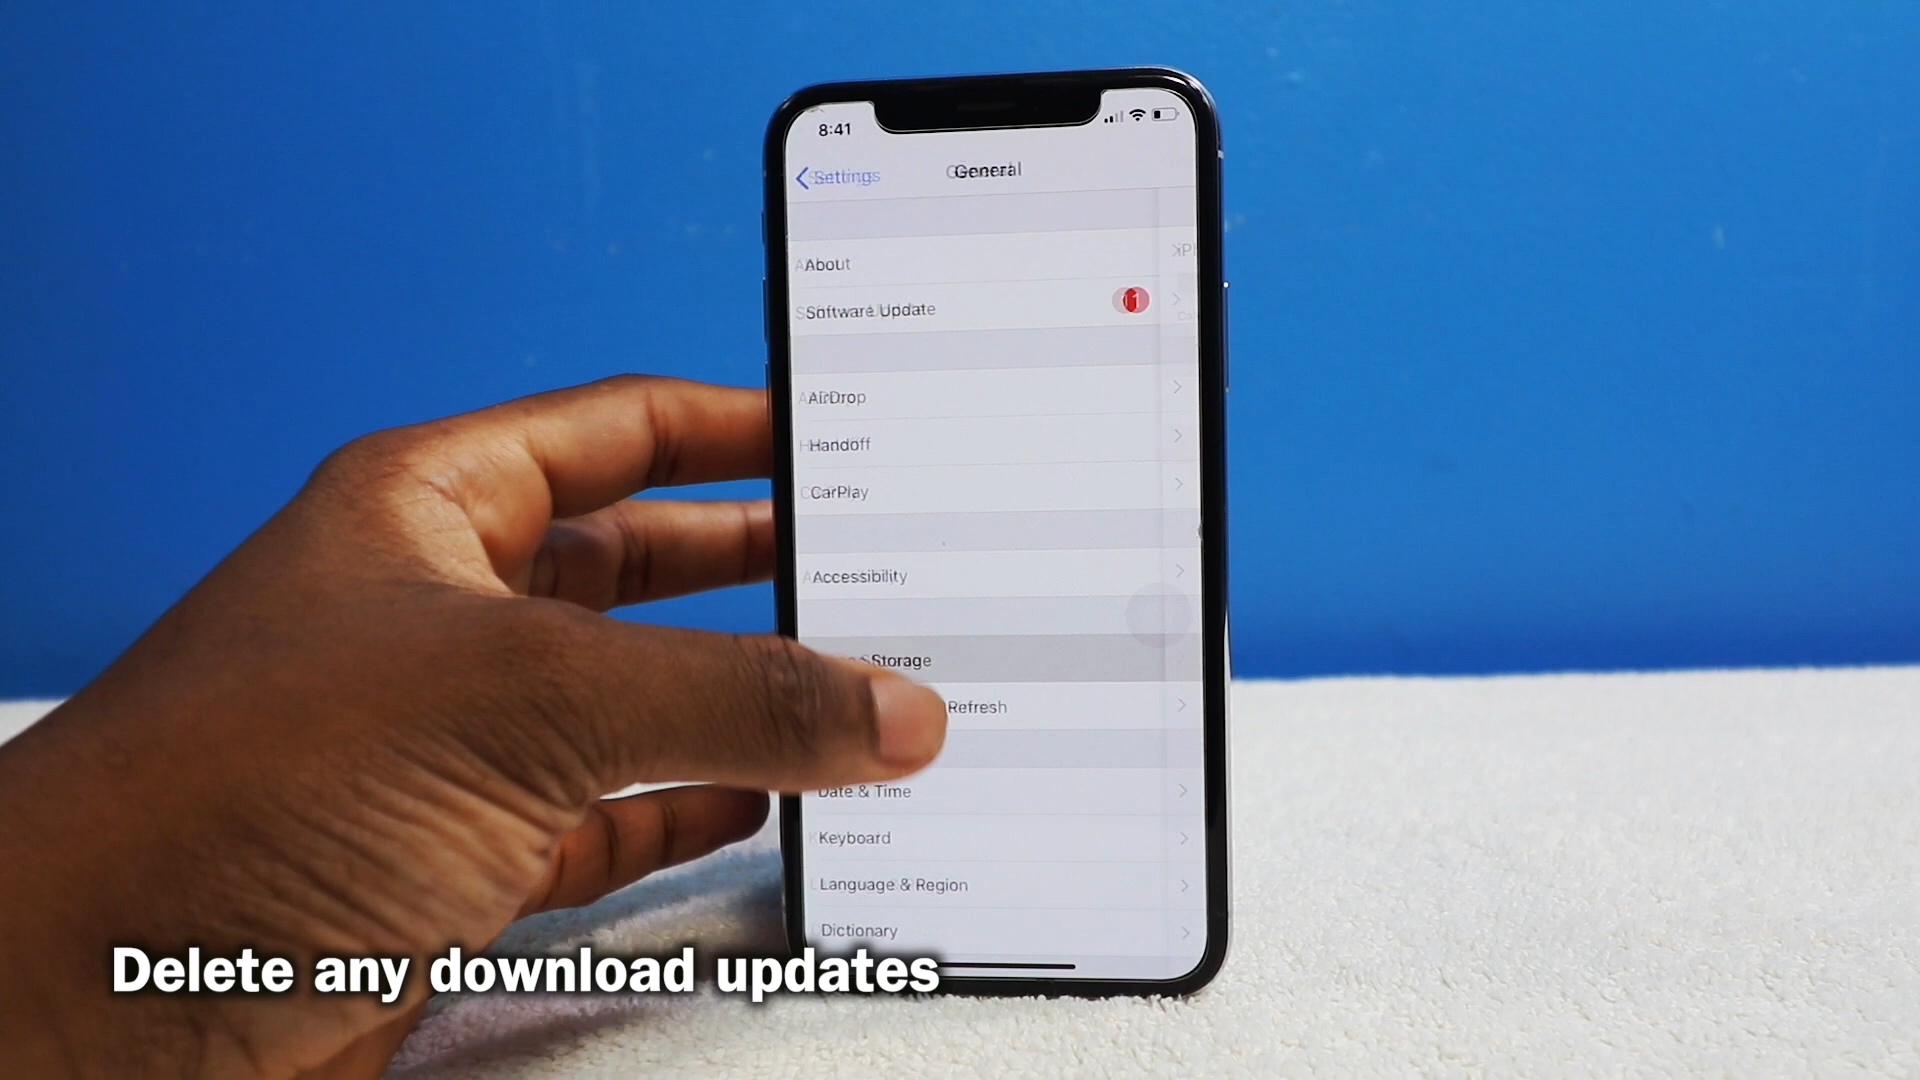 8:41
Settings
General
About
Software Update
1
AirDrop
Handoff
CarPlay
Accessibility
Storage
Refresh
Date & Time
Keyboard
Language & Region
Dictionary
Delete any download updates